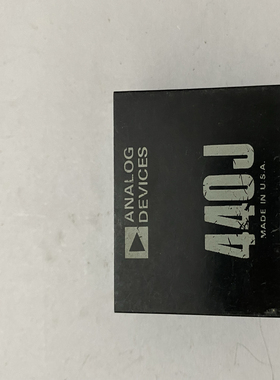 ANALOG
DEVICES
440J
MADE IN U.S.A.